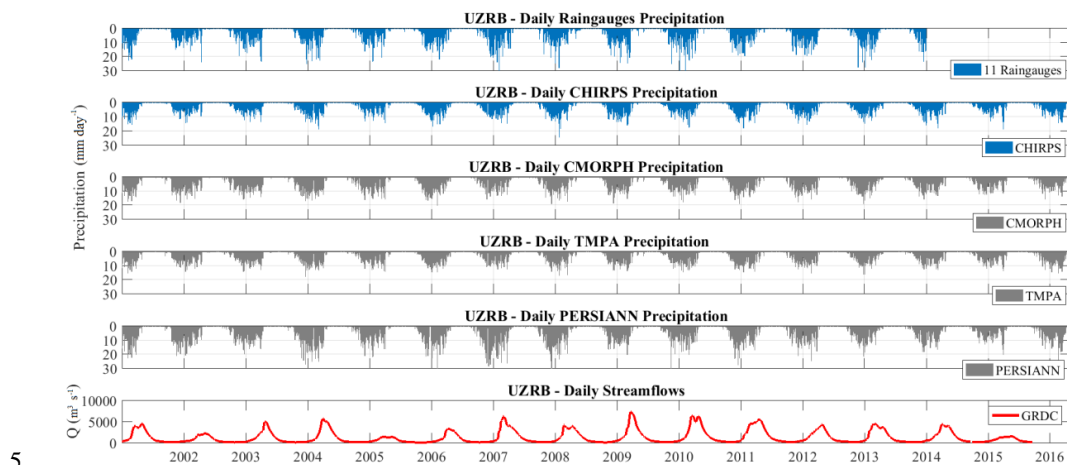 UZRB - Daily Raingauges Precipitation
0
10
20
30
11 Raingauges
UZRB - Daily CHIRPS Precipitation
0
10
20
30
CHIRPS
Precipitation (mm day⁻¹)
UZRB - Daily CMORPH Precipitation
0
10
20
30
CMORPH
UZRB - Daily TMPA Precipitation
0
10
20
30
TMPA
UZRB - Daily PERSIANN Precipitation
0
10
20
30
PERSIANN
UZRB - Daily Streamflows
Q (m³ s⁻¹)
10000
5000
0
GRDC
2002 2003 2004 2005 2006 2007 2008 2009 2010 2011 2012 2013 2014 2015 2016
5